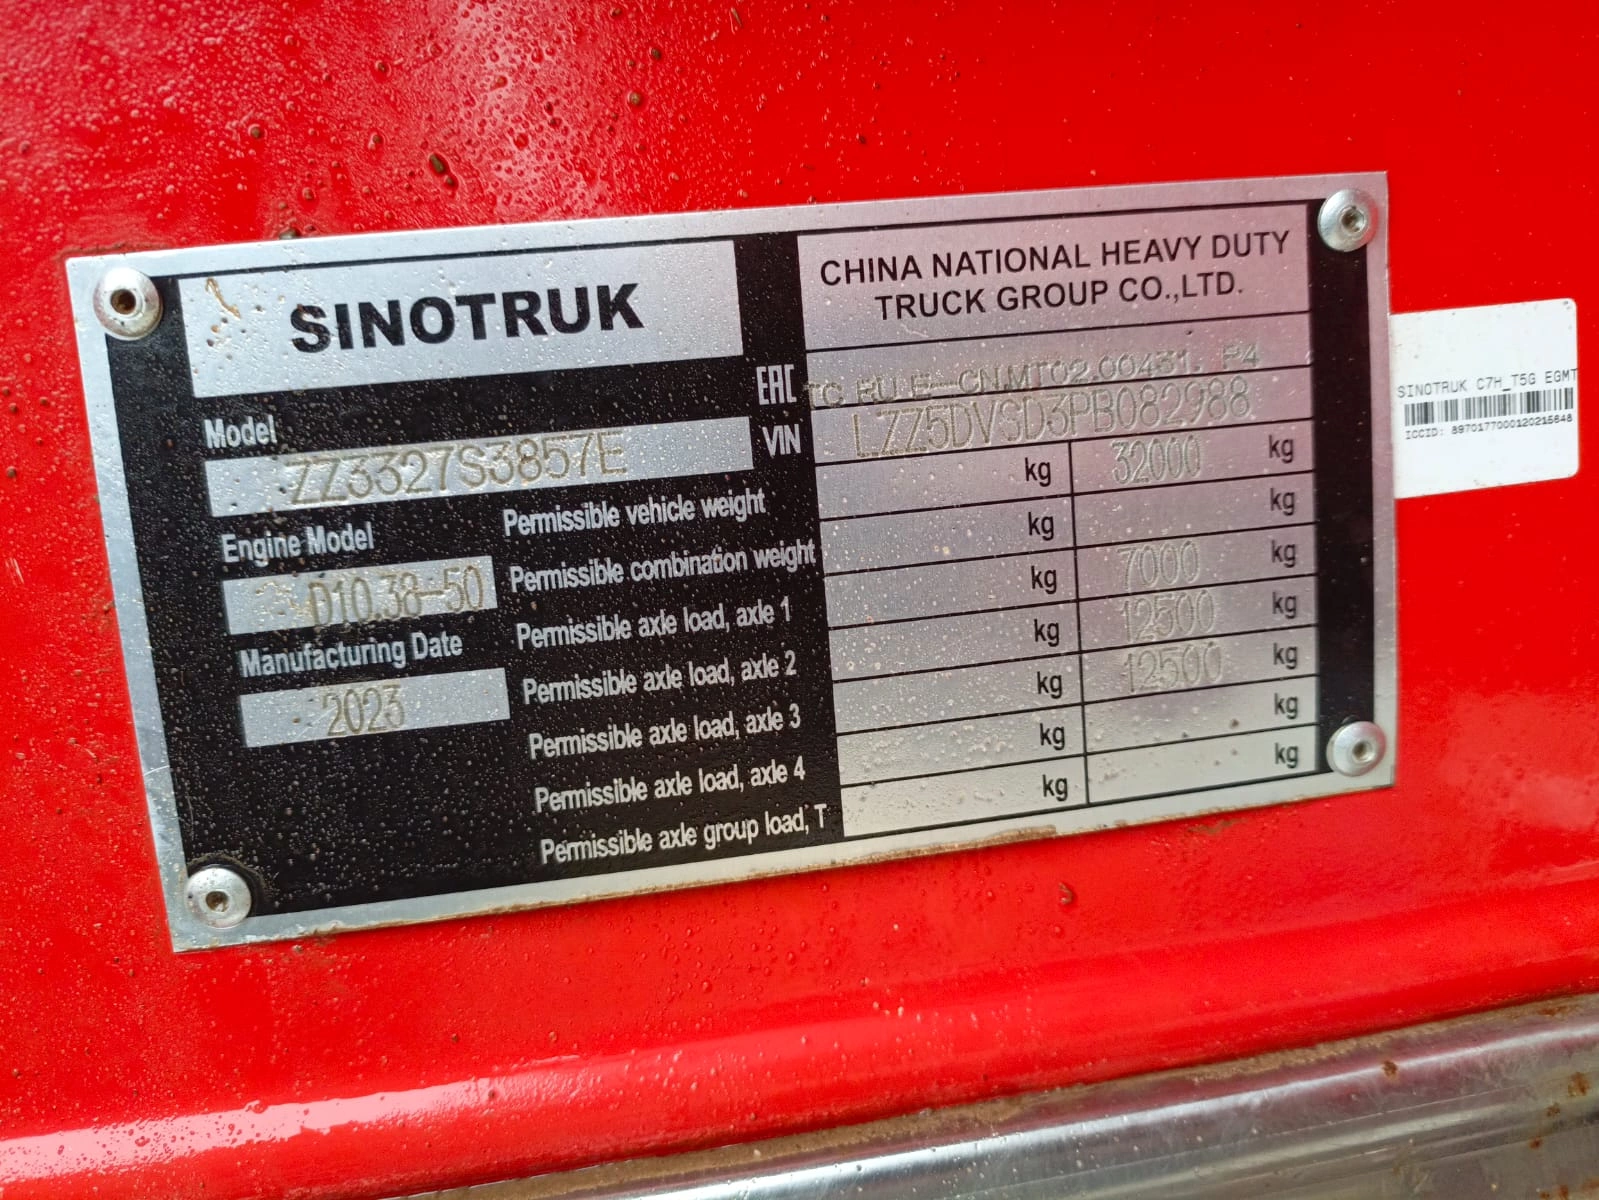 SINOTRUK
CHINA NATIONAL HEAVY DUTY
TRUCK GROUP CO.,LTD.
EAC TC RU E-CN.MT02.00431. P4
VIN LZZ5DVSD3PB082988
Model
ZZ3327S3857E
Engine Model
D10.38-50
Manufacturing Date
2023
Permissible vehicle weight kg 32000 kg
Permissible combination weight kg kg
Permissible axle load, axle 1 kg 7000 kg
Permissible axle load, axle 2 kg 12500 kg
Permissible axle load, axle 3 kg 12500 kg
Permissible axle load, axle 4 kg kg
Permissible axle group load, T kg kg
SINOTRUK C7H_T5G EGMT
ICCID: 8970177000120215648